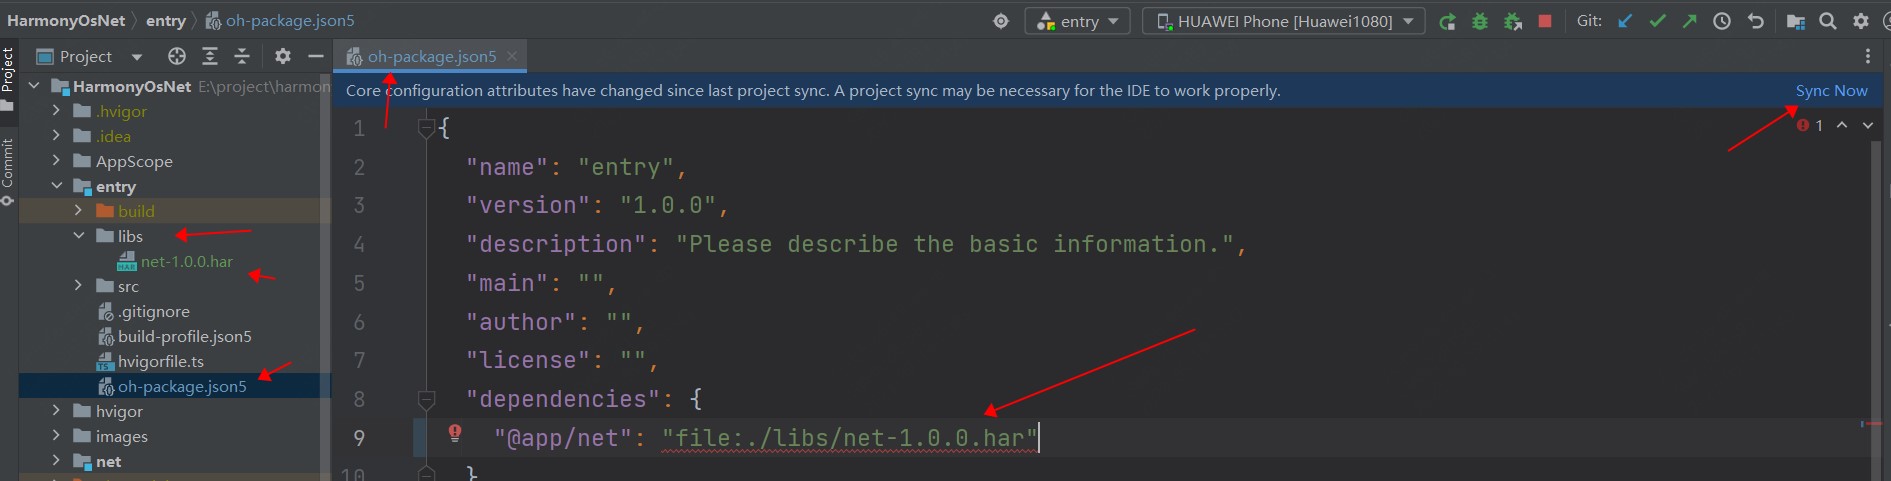 HarmonyOsNet entry oh-package.json5 entry HUAWEI Phone [Huawei1080] Git:
Project
Commit
Project
HarmonyOsNet E:\project\harmon
.hvigor
.idea
AppScope
entry
build
libs
HAR net-1.0.0.har
src
.gitignore
build-profile.json5
TS hvigorfile.ts
oh-package.json5
hvigor
images
net
oh-package.json5
Core configuration attributes have changed since last project sync. A project sync may be necessary for the IDE to work properly. Sync Now
1
1 {
2 "name": "entry",
3 "version": "1.0.0",
4 "description": "Please describe the basic information.",
5 "main": "",
6 "author": "",
7 "license": "",
8 "dependencies": {
9 "@app/net": "file:./libs/net-1.0.0.har"
10 }